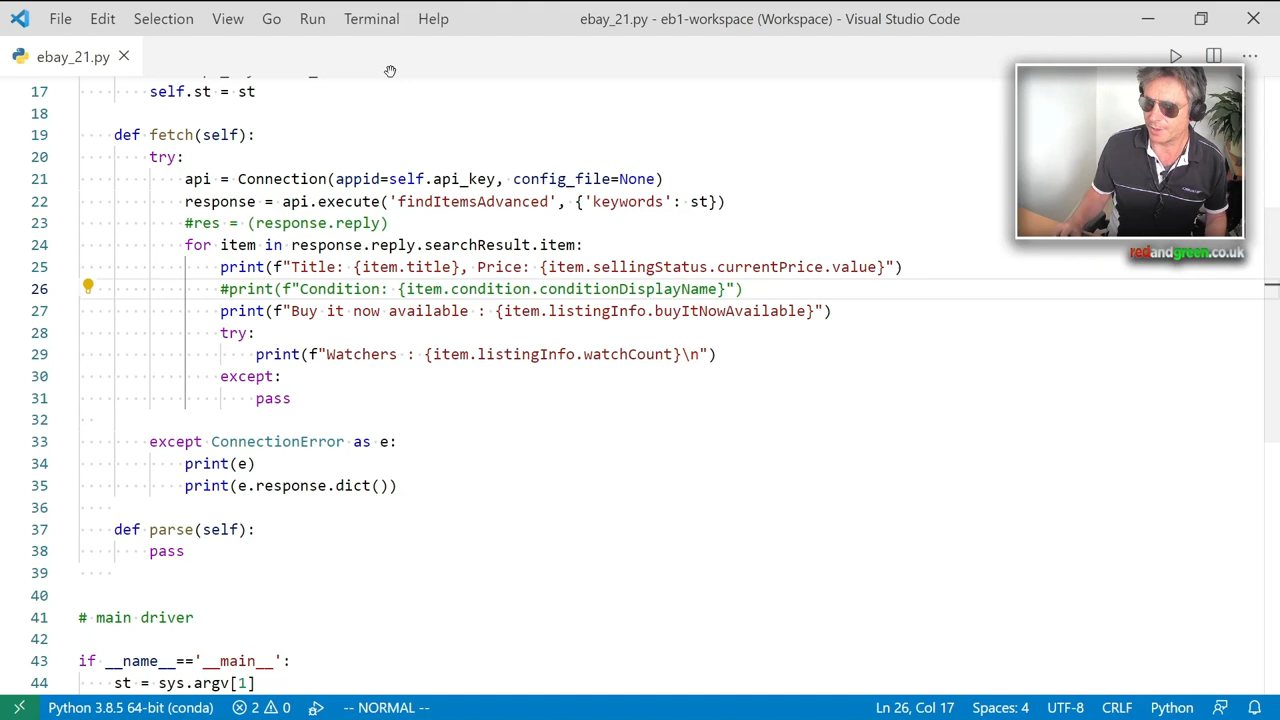 File Edit Selection View Go Run Terminal Help ebay_21.py - eb1-workspace (Workspace) - Visual Studio Code
ebay_21.py
17 self.st = st
18
19 def fetch(self):
20 try:
21 api = Connection(appid=self.api_key, config_file=None)
22 response = api.execute('findItemsAdvanced', {'keywords': st})
23 #res = (response.reply)
24 for item in response.reply.searchResult.item:
25 print(f"Title: {item.title}, Price: {item.sellingStatus.currentPrice.value}")
26 #print(f"Condition: {item.condition.conditionDisplayName}")
27 print(f"Buy it now available : {item.listingInfo.buyItNowAvailable}")
28 try:
29 print(f"Watchers : {item.listingInfo.watchCount}\n")
30 except:
31 pass
32
33 except ConnectionError as e:
34 print(e)
35 print(e.response.dict())
36
37 def parse(self):
38 pass
39
40
41 # main driver
42
43 if __name__=='__main__':
44 st = sys.argv[1]
redandgreen.co.uk
Python 3.8.5 64-bit (conda) 2 0 -- NORMAL -- Ln 26, Col 17 Spaces: 4 UTF-8 CRLF Python